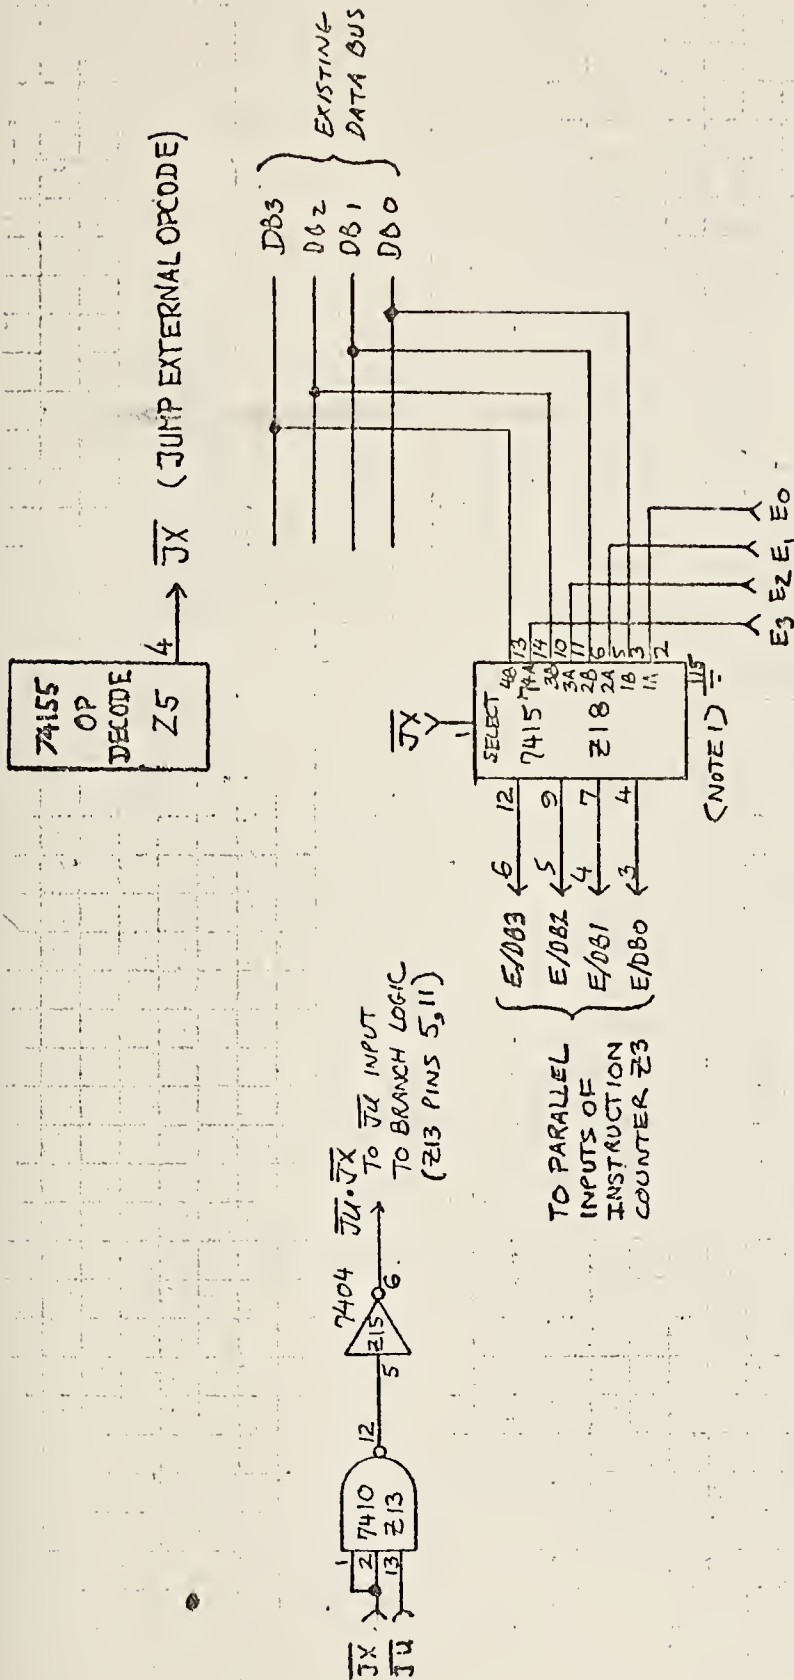 74155
OP
DECODE
Z5
4
JX (JUMP EXTERNAL OPCODE)
DB3
DB2
DB1
DB0
EXISTING
DATA BUS
JX
1
SELECT
74157
Z18
4B 13
4A 14
3B 10
3A 11
2B 6
2A 5
1B 3
1A 2
15
(NOTE 1)
E3 E2 E1 E0
12 6 E/DB3
9 5 E/DB2
7 4 E/DB1
4 3 E/DB0
TO PARALLEL
INPUTS OF
INSTRUCTION
COUNTER Z3
JX
JU
1
2
13
7410
Z13
12
5
7404
Z15
6
JU·JX
TO JU INPUT
TO BRANCH LOGIC
(Z13 PINS 5,11)